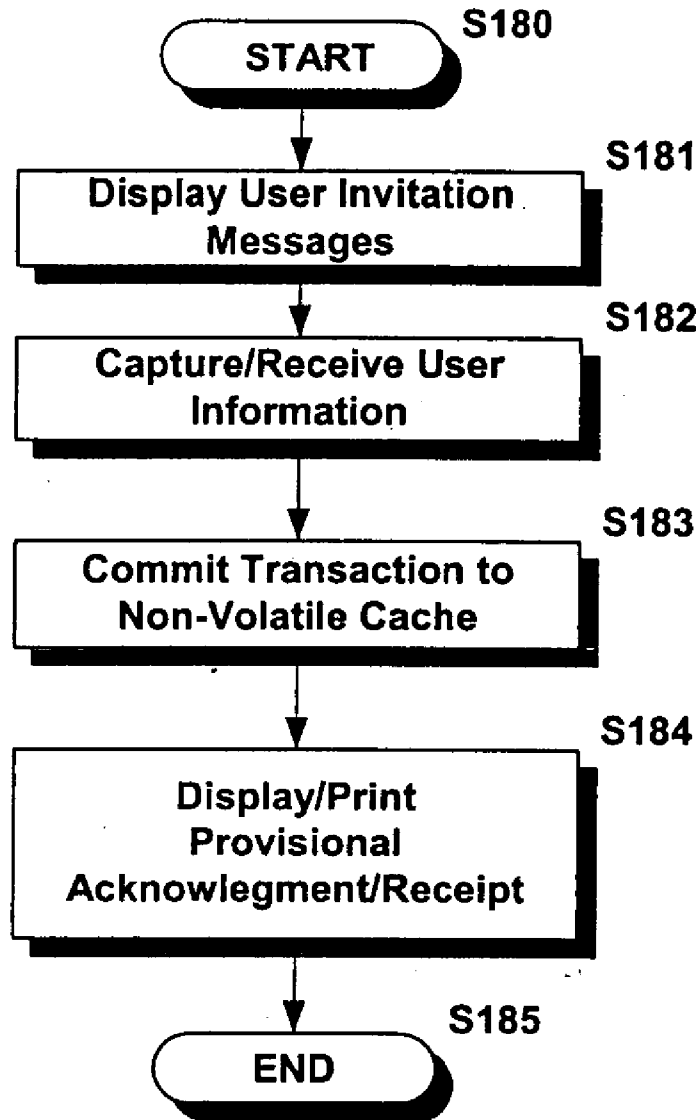 S180
START
S181
Display User Invitation
Messages
S182
Capture/Receive User
Information
S183
Commit Transaction to
Non-Volatile Cache
S184
Display/Print
Provisional
Acknowlegment/Receipt
S185
END